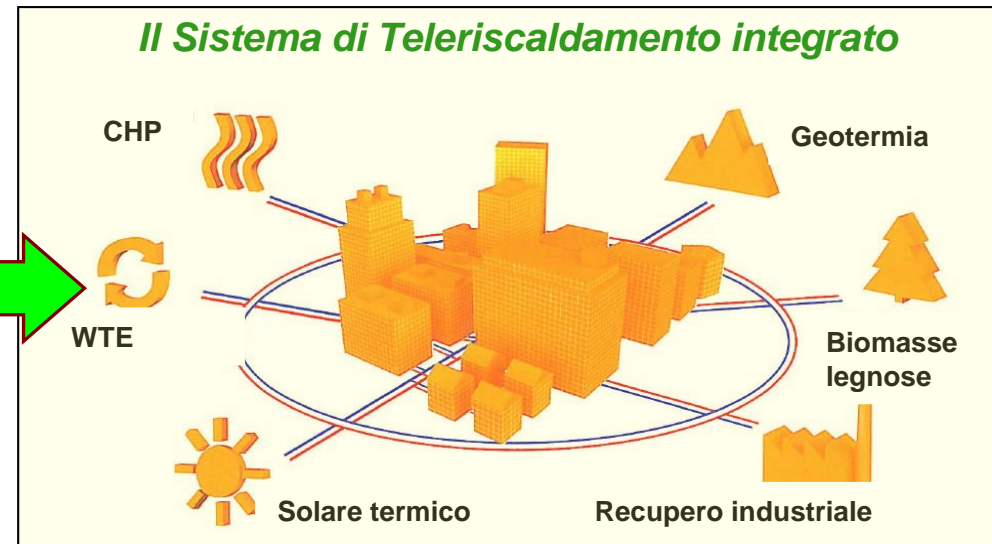 Il Sistema di Teleriscaldamento integrato
CHP
Geotermia
WTE
Biomasse
legnose
Solare termico
Recupero industriale